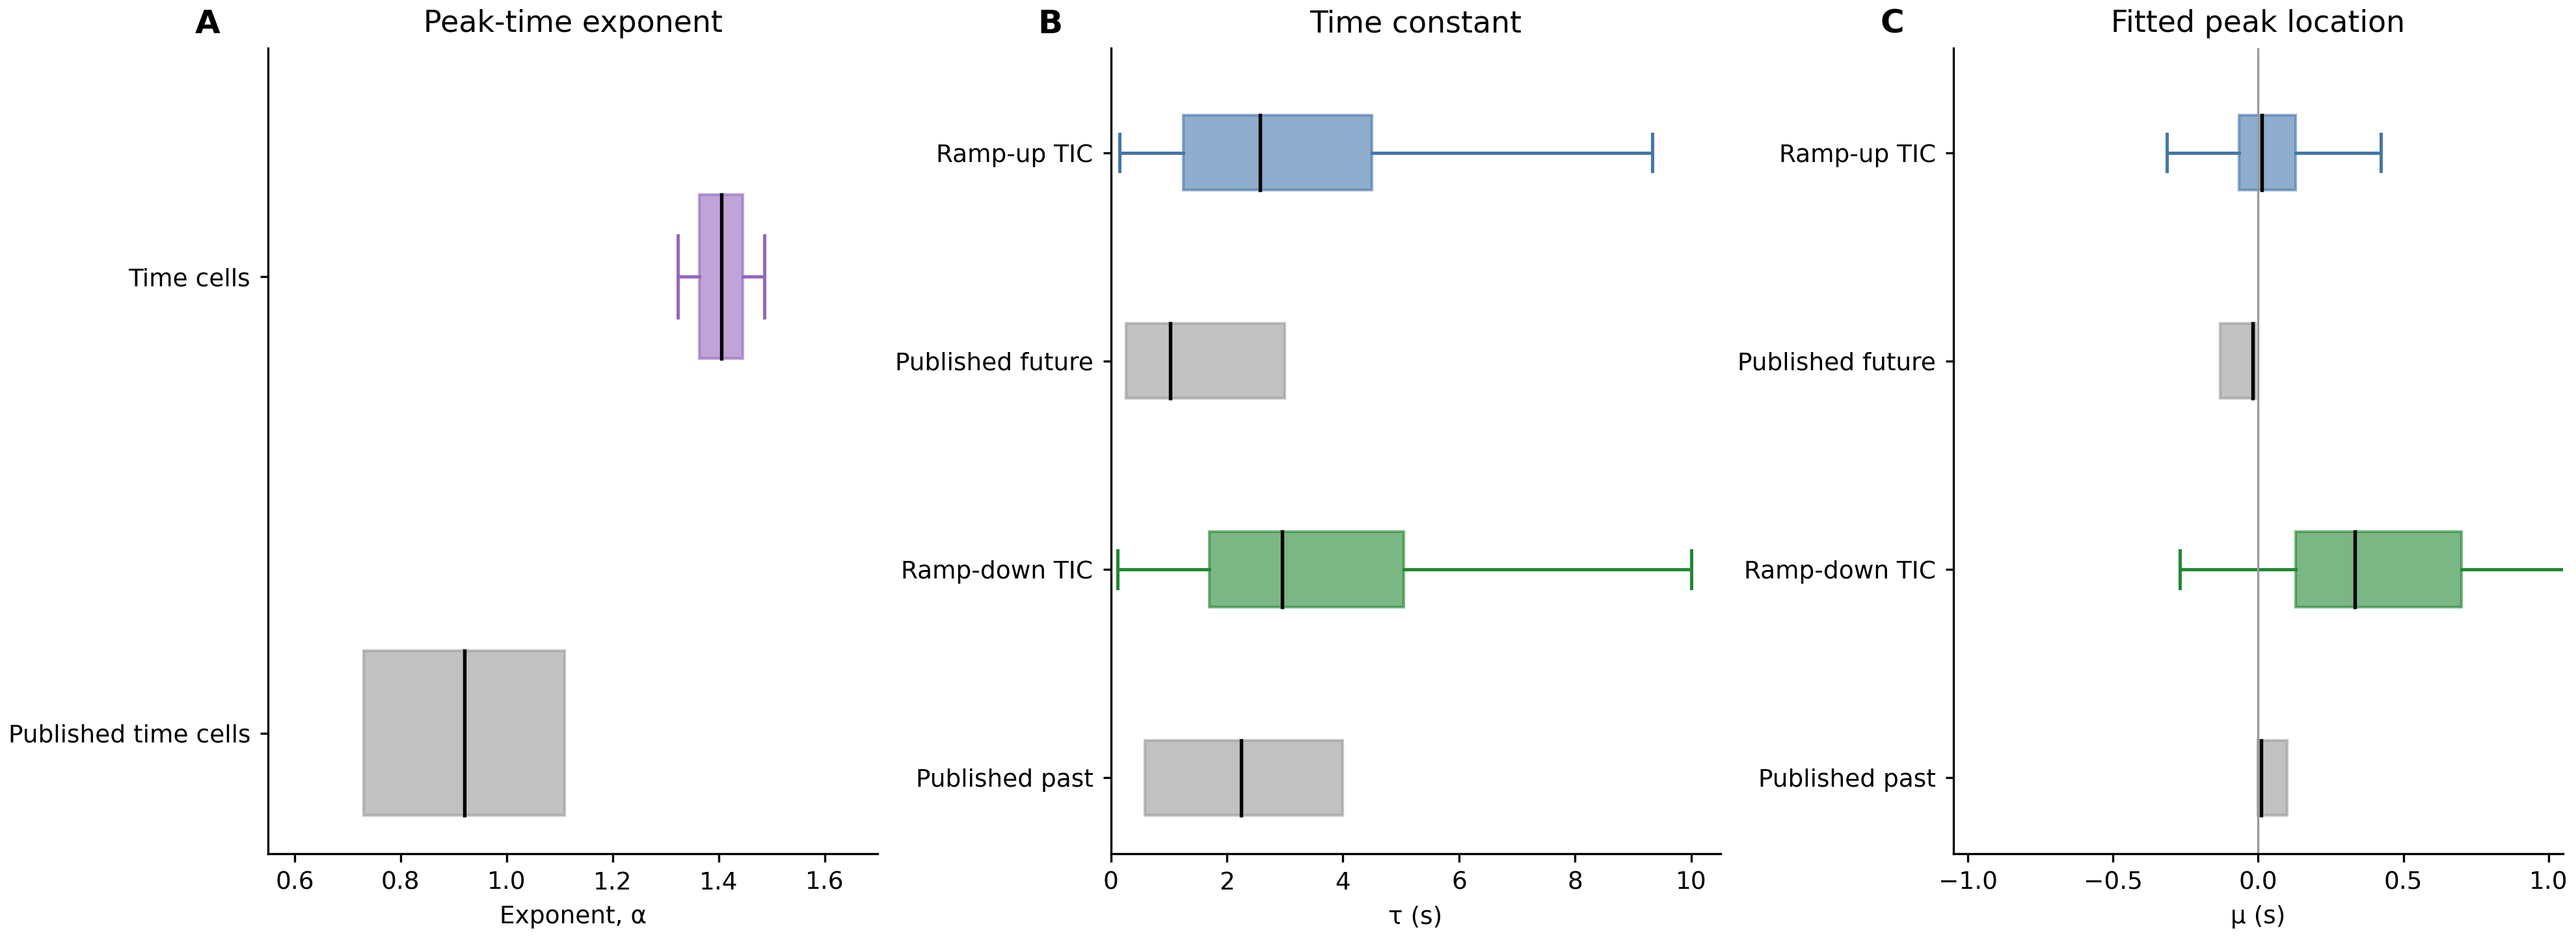 A Peak-time exponent
Time cells
Published time cells
0.6 0.8 1.0 1.2 1.4 1.6
Exponent, α
B Time constant
Ramp-up TIC
Published future
Ramp-down TIC
Published past
0 2 4 6 8 10
τ (s)
C Fitted peak location
Ramp-up TIC
Published future
Ramp-down TIC
Published past
−1.0 −0.5 0.0 0.5 1.0
μ (s)